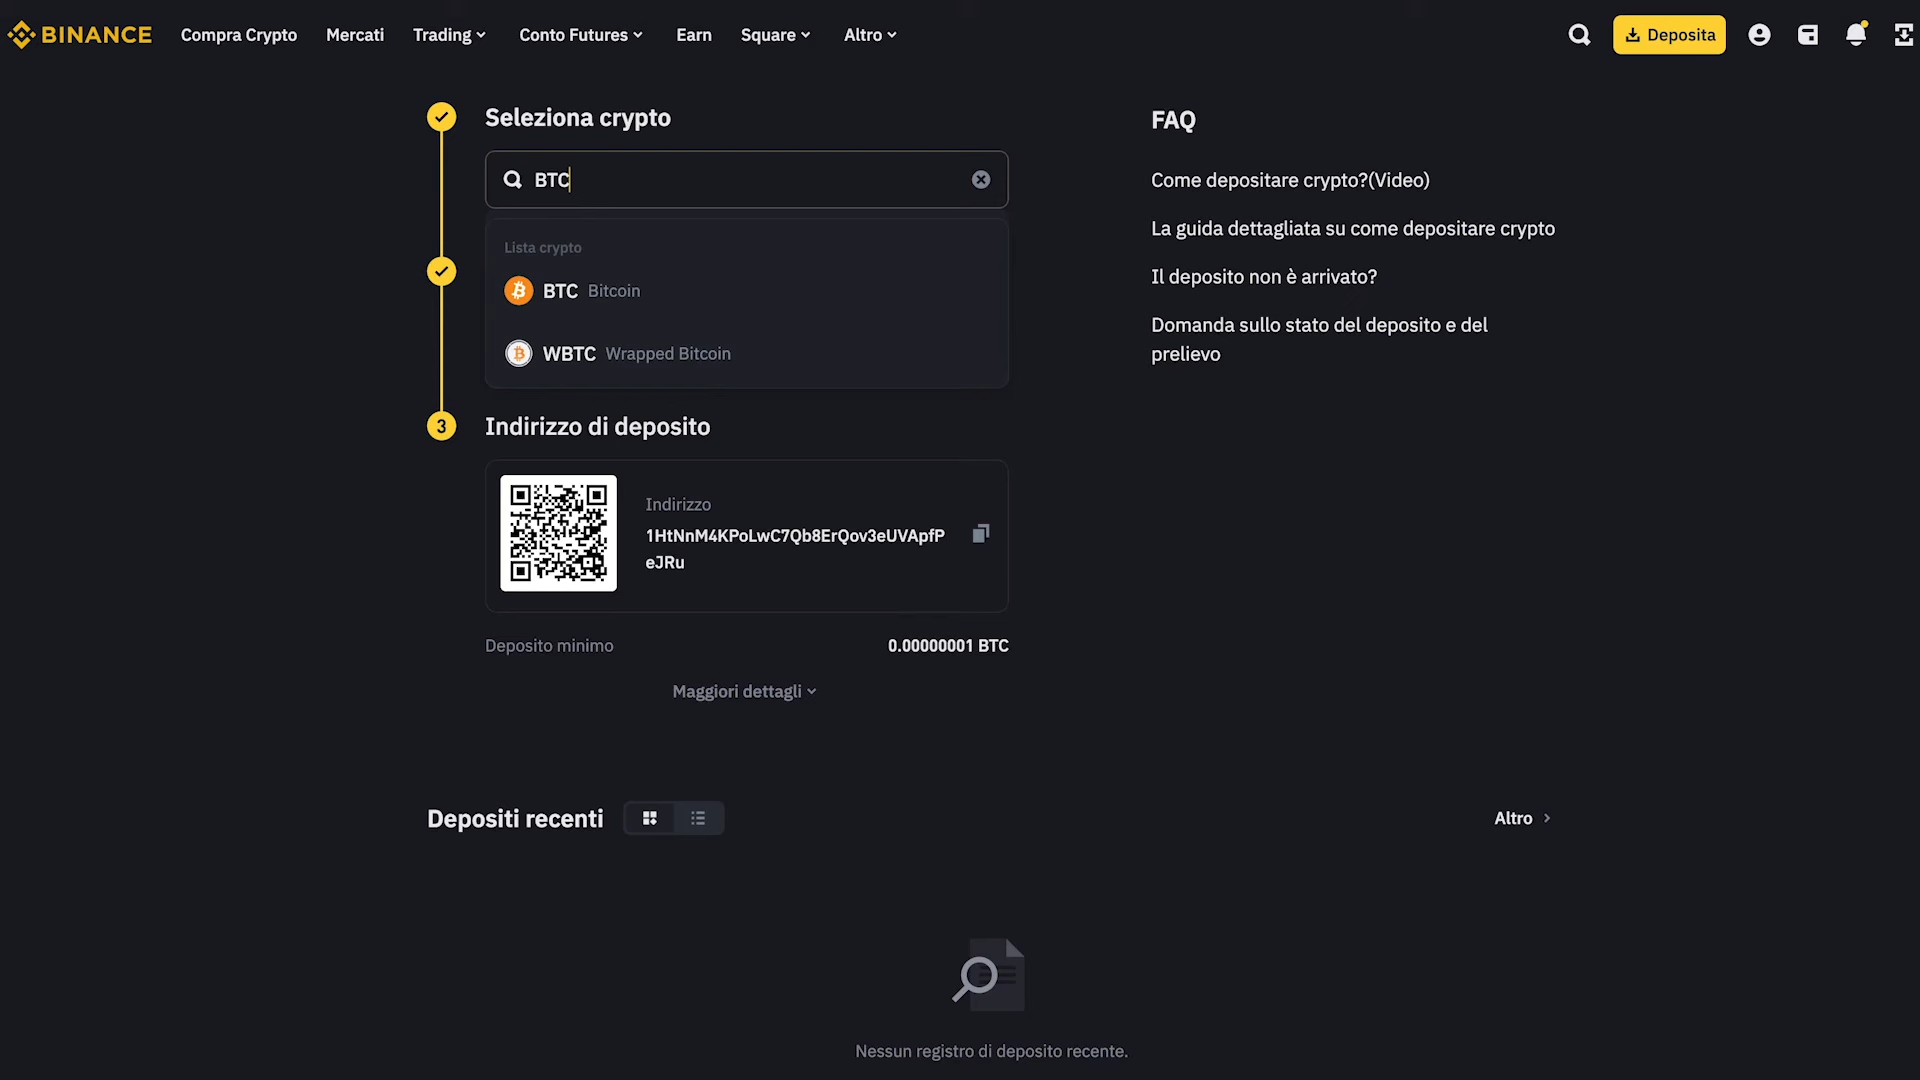 BINANCE
Compra Crypto
Mercati
Trading
Conto Futures
Earn
Square
Altro
Deposita
Seleziona crypto
BTC
Lista crypto
BTC Bitcoin
WBTC Wrapped Bitcoin
3
Indirizzo di deposito
Indirizzo
1HtNnM4KPoLwC7Qb8ErQov3eUVApfP
eJRu
Deposito minimo
0.00000001 BTC
Maggiori dettagli
FAQ
Come depositare crypto?(Video)
La guida dettagliata su come depositare crypto
Il deposito non è arrivato?
Domanda sullo stato del deposito e del
prelievo
Depositi recenti
Altro
Nessun registro di deposito recente.